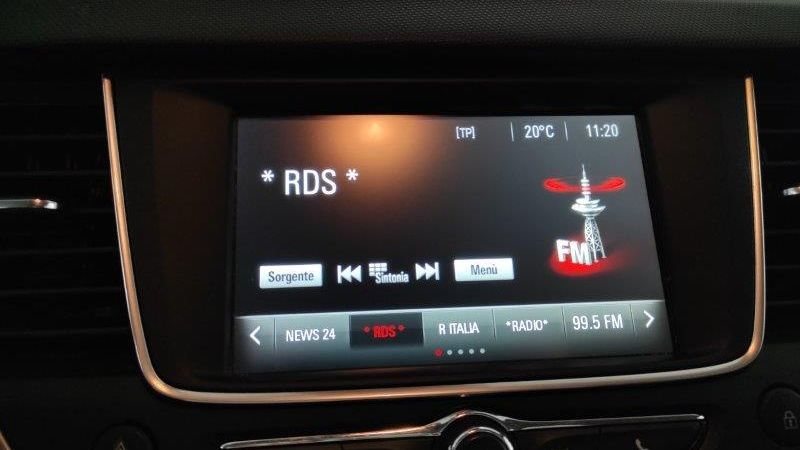 [TP] 20°C 11:20
* RDS *
FM
Sorgente Sintonia Menù
NEWS 24 * RDS * R ITALIA *RADIO* 99.5 FM